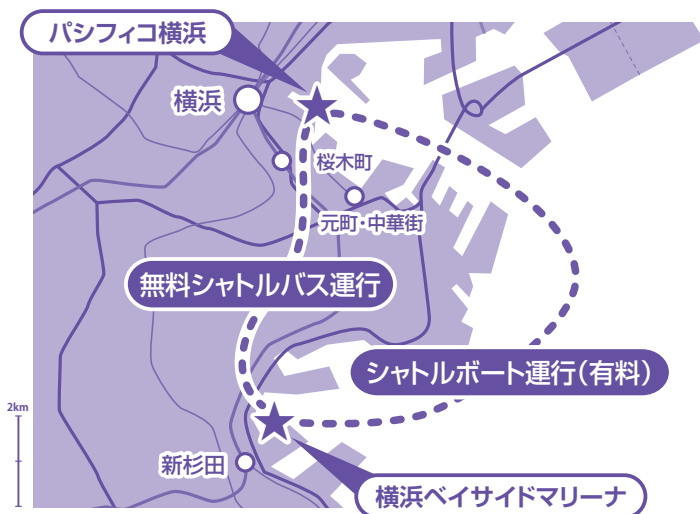 パシフィコ横浜
横浜
桜木町
元町・中華街
無料シャトルバス運行
シャトルボート運行(有料)
2km
新杉田
横浜ベイサイドマリーナ